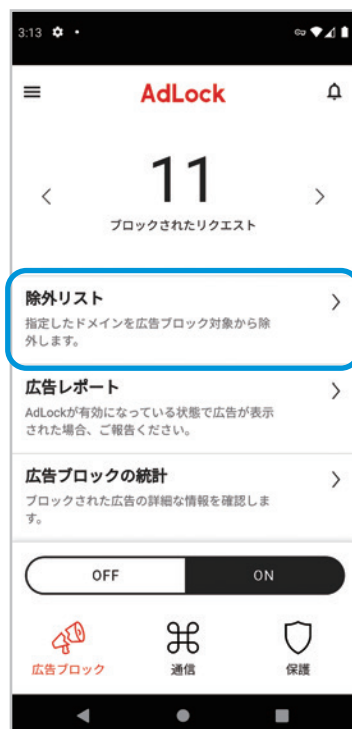 3:13
AdLock
11
ブロックされたリクエスト
除外リスト
指定したドメインを広告ブロック対象から除
外します。
広告レポート
AdLockが有効になっている状態で広告が表示
された場合、ご報告ください。
広告ブロックの統計
ブロックされた広告の詳細な情報を確認しま
す。
OFF ON
広告ブロック 通信 保護